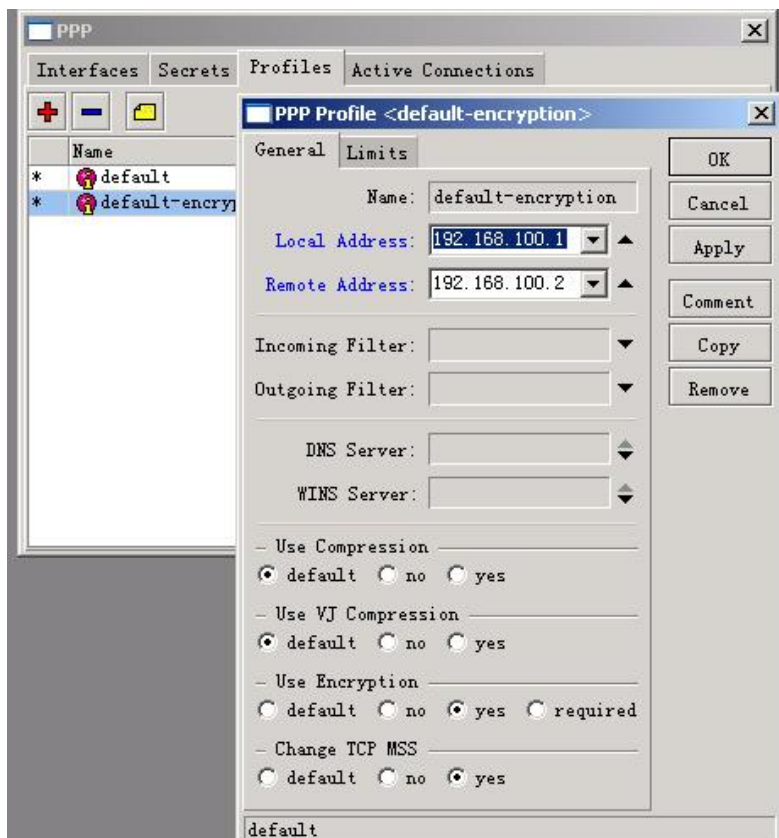 PPP
Interfaces Secrets Profiles Active Connections
Name
* default
* default-encryp
PPP Profile <default-encryption>
General Limits
Name: default-encryption
Local Address: 192.168.100.1
Remote Address: 192.168.100.2
Incoming Filter:
Outgoing Filter:
DNS Server:
WINS Server:
Use Compression
default no yes
Use VJ Compression
default no yes
Use Encryption
default no yes required
Change TCP MSS
default no yes
default
OK
Cancel
Apply
Comment
Copy
Remove